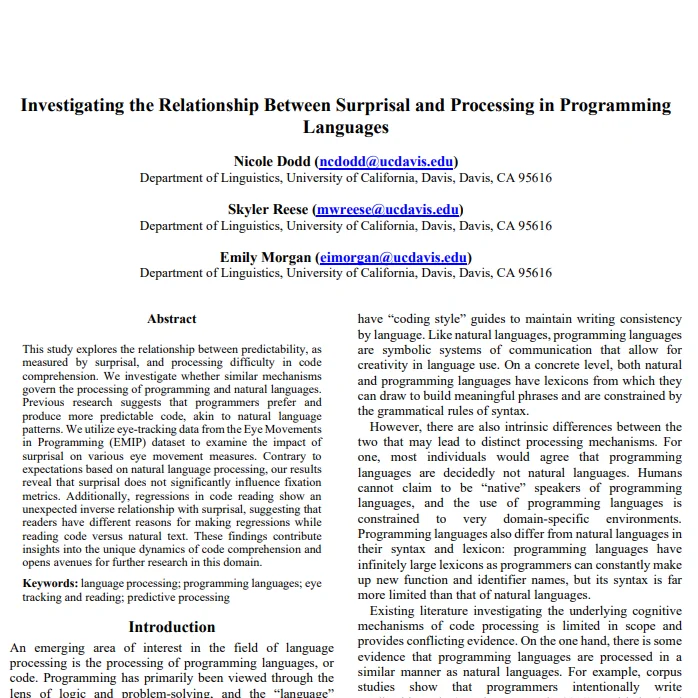 Investigating the Relationship Between Surprisal and Processing in Programming
Languages
Nicole Dodd (ncdodd@ucdavis.edu)
Department of Linguistics, University of California, Davis, Davis, CA 95616
Skyler Reese (mwreese@ucdavis.edu)
Department of Linguistics, University of California, Davis, Davis, CA 95616
Emily Morgan (eimorgan@ucdavis.edu)
Department of Linguistics, University of California, Davis, Davis, CA 95616
Abstract
This study explores the relationship between predictability, as
measured by surprisal, and processing difficulty in code
comprehension. We investigate whether similar mechanisms
govern the processing of programming and natural languages.
Previous research suggests that programmers prefer and
produce more predictable code, akin to natural language
patterns. We utilize eye-tracking data from the Eye Movements
in Programming (EMIP) dataset to examine the impact of
surprisal on various eye movement measures. Contrary to
expectations based on natural language processing, our results
reveal that surprisal does not significantly influence fixation
metrics. Additionally, regressions in code reading show an
unexpected inverse relationship with surprisal, suggesting that
readers have different reasons for making regressions while
reading code versus natural text. These findings contribute
insights into the unique dynamics of code comprehension and
opens avenues for further research in this domain.
Keywords: language processing; programming languages; eye
tracking and reading; predictive processing
Introduction
An emerging area of interest in the field of language
processing is the processing of programming languages, or
code. Programming has primarily been viewed through the
lens of logic and problem-solving, and the “language”
have “coding style” guides to maintain writing consistency
by language. Like natural languages, programming languages
are symbolic systems of communication that allow for
creativity in language use. On a concrete level, both natural
and programming languages have lexicons from which they
can draw to build meaningful phrases and are constrained by
the grammatical rules of syntax.
However, there are also intrinsic differences between the
two that may lead to distinct processing mechanisms. For
one, most individuals would agree that programming
languages are decidedly not natural languages. Humans
cannot claim to be “native” speakers of programming
languages, and the use of programming languages is
constrained to very domain-specific environments.
Programming languages also differ from natural languages in
their syntax and lexicon: programming languages have
infinitely large lexicons as programmers can constantly make
up new function and identifier names, but its syntax is far
more limited than that of natural languages.
Existing literature investigating the underlying cognitive
mechanisms of code processing is limited in scope and
provides conflicting evidence. On the one hand, there is some
evidence that programming languages are processed in a
similar manner as natural languages. For example, corpus
studies show that programmers intentionally write